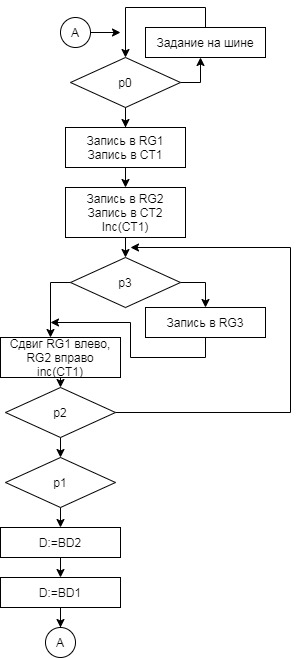 A
Задание на шине
p0
Запись в RG1
Запись в CT1
Запись в RG2
Запись в CT2
Inc(CT1)
p3
Запись в RG3
Сдвиг RG1 влево,
RG2 вправо
inc(CT1)
p2
p1
D:=BD2
D:=BD1
A